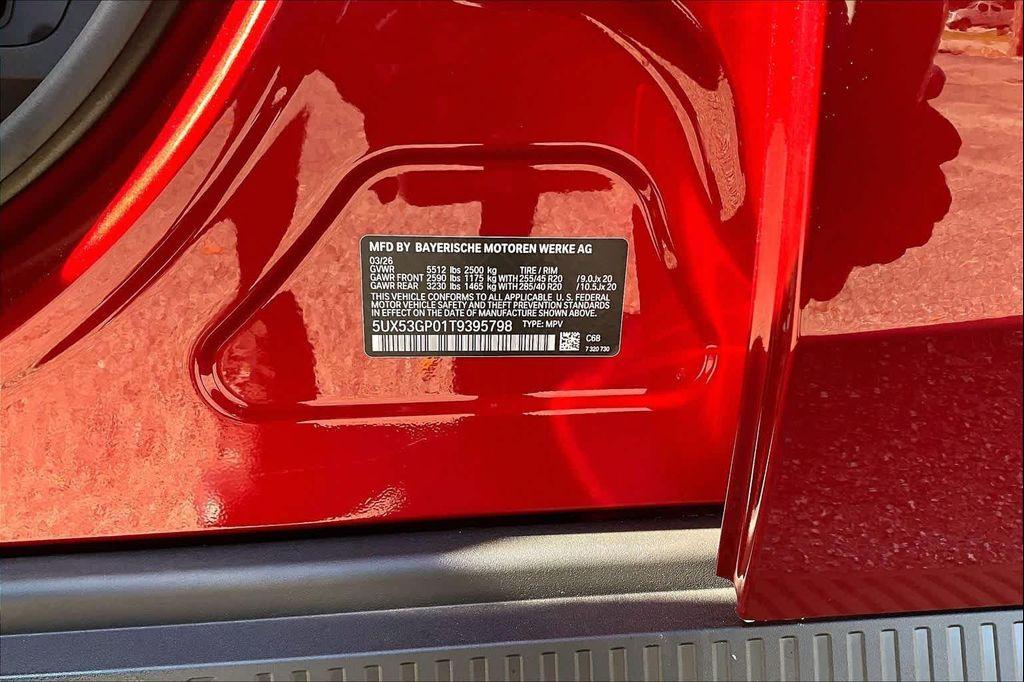 MFD BY BAYERISCHE MOTOREN WERKE AG
03/26
GVWR 5512 lbs 2500 kg TIRE / RIM
GAWR FRONT 2590 lbs 1175 kg WITH 255/45 R20 /9.0Jx 20
GAWR REAR 3230 lbs 1465 kg WITH 285/40 R20 /10.5Jx 20
THIS VEHICLE CONFORMS TO ALL APPLICABLE U. S. FEDERAL
MOTOR VEHICLE SAFETY AND THEFT PREVENTION STANDARDS
IN EFFECT ON THE DATE OF MANUFACTURE SHOWN ABOVE.
5UX53GP01T9395798 TYPE: MPV
C6B
7 320 730